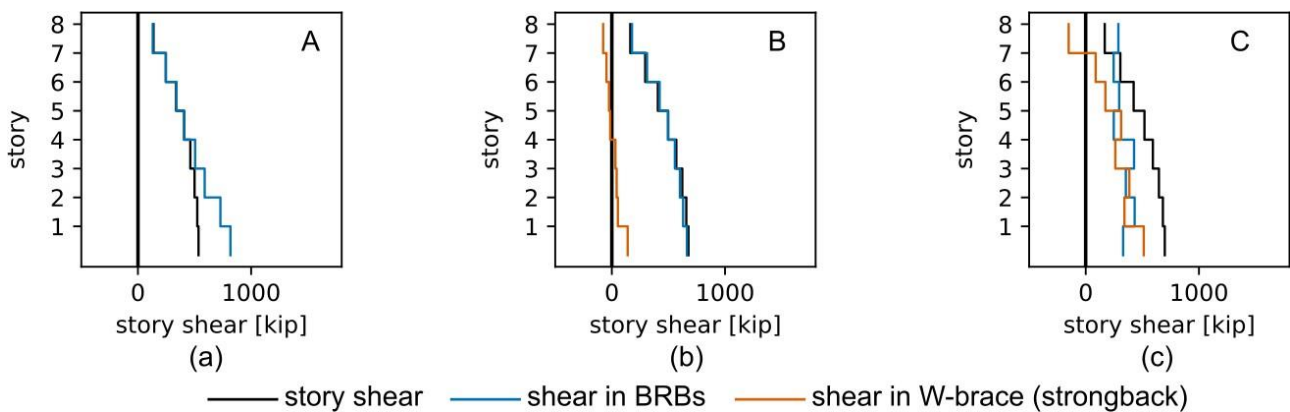 8
7
6
5
4
3
2
1
story
A
0
1000
story shear [kip]
(a)
8
7
6
5
4
3
2
1
story
B
0
1000
story shear [kip]
(b)
8
7
6
5
4
3
2
1
story
C
0
1000
story shear [kip]
(c)
story shear
shear in BRBs
shear in W-brace (strongback)